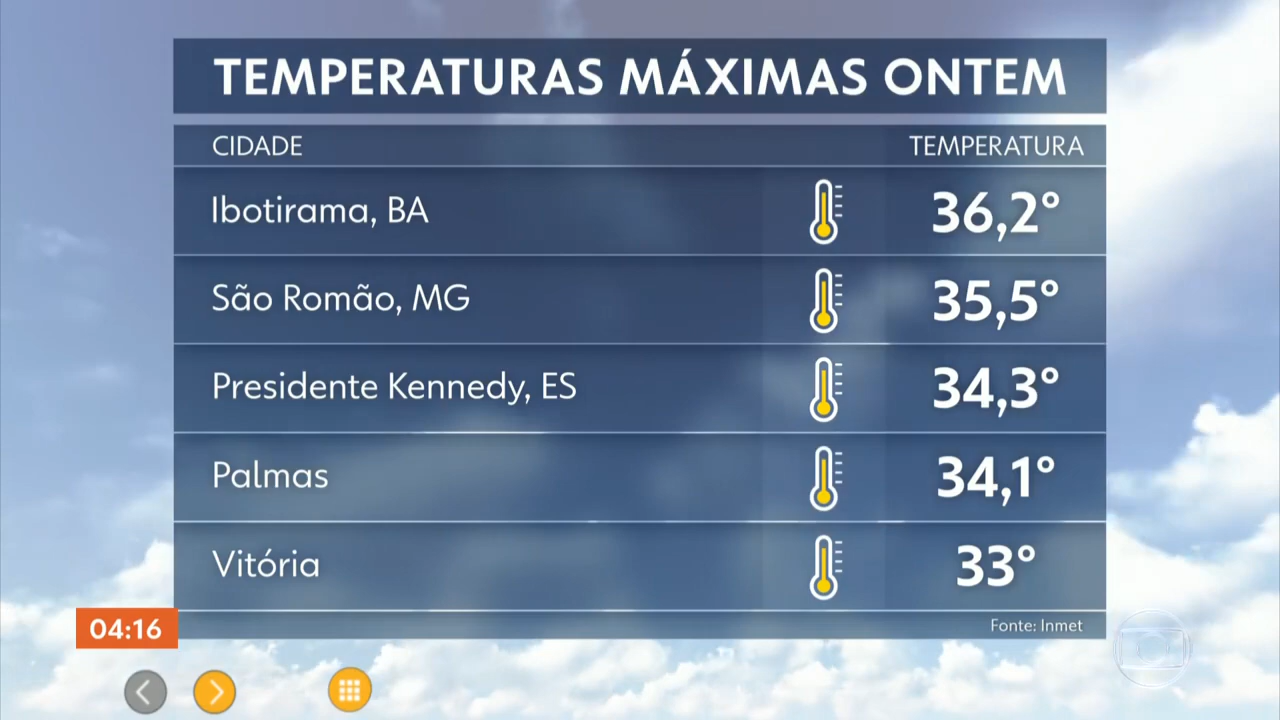 TEMPERATURAS MÁXIMAS ONTEM
CIDADE TEMPERATURA
Ibotirama, BA 36,2°
São Romão, MG 35,5°
Presidente Kennedy, ES 34,3°
Palmas 34,1°
Vitória 33°
Fonte: Inmet
04:16